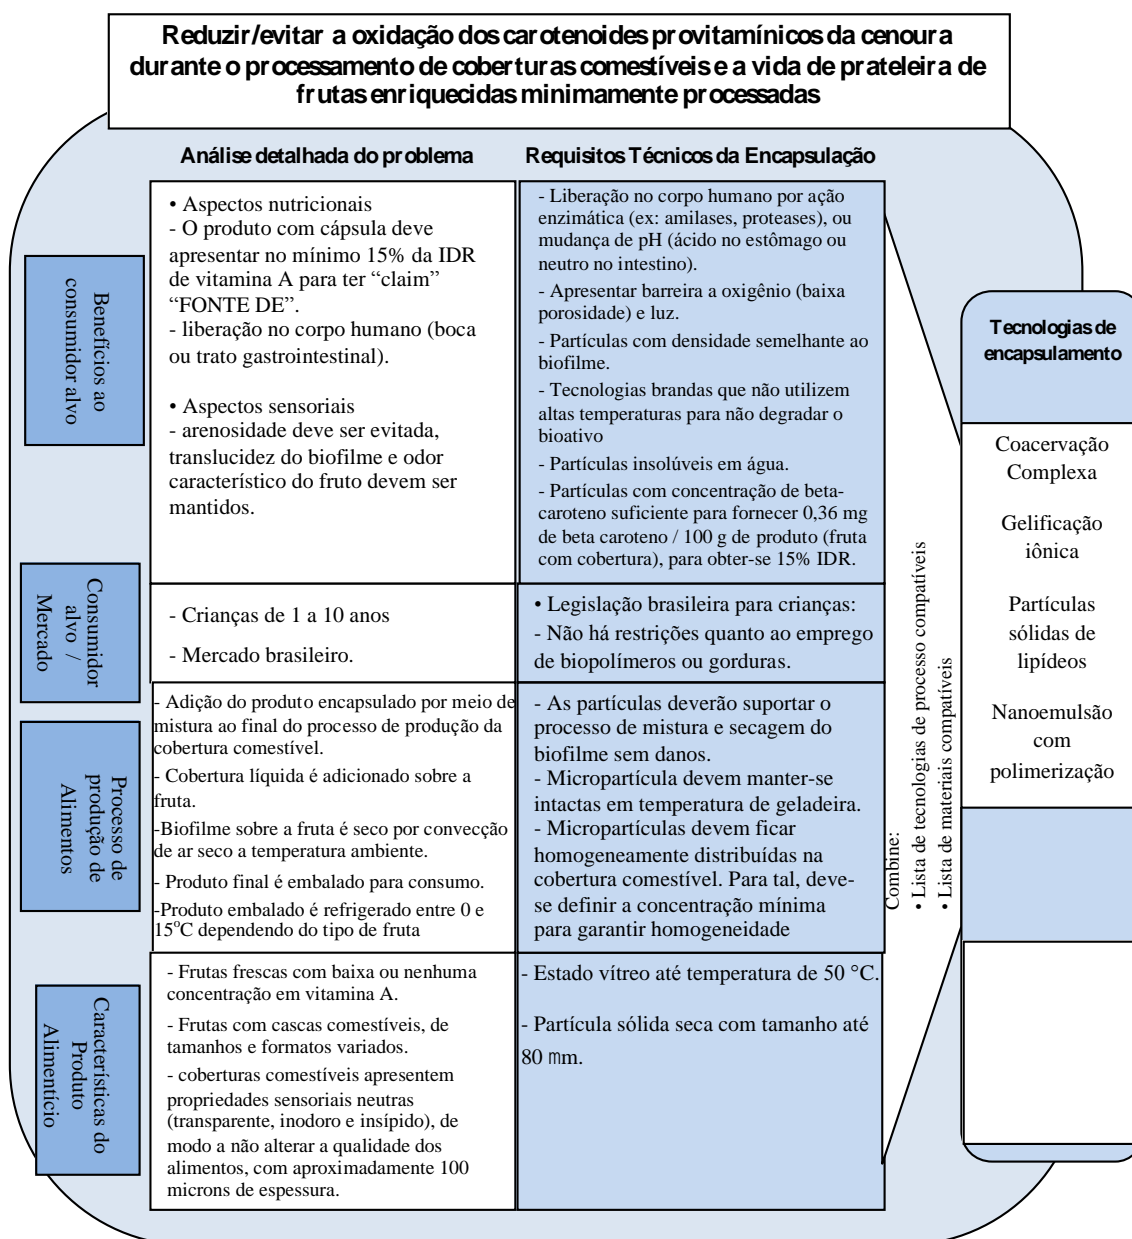 Reduzir/evitar a oxidação dos carotenoides provitamínicos da cenoura
durante o processamento de coberturas comestíveis e a vida de prateleira de
frutas enriquecidas minimamente processadas
Análise detalhada do problema
Requisitos Técnicos da Encapsulação
Benefícios ao
consumidor alvo
• Aspectos nutricionais
- O produto com cápsula deve
apresentar no mínimo 15% da IDR
de vitamina A para ter “claim”
“FONTE DE”.
- liberação no corpo humano (boca
ou trato gastrointestinal).
• Aspectos sensoriais
- arenosidade deve ser evitada,
translucidez do biofilme e odor
característico do fruto devem ser
mantidos.
- Liberação no corpo humano por ação
enzimática (ex: amilases, proteases), ou
mudança de pH (ácido no estômago ou
neutro no intestino).
- Apresentar barreira a oxigênio (baixa
porosidade) e luz.
- Partículas com densidade semelhante ao
biofilme.
- Tecnologias brandas que não utilizem
altas temperaturas para não degradar o
bioativo
- Partículas insolúveis em água.
- Partículas com concentração de beta-
caroteno suficiente para fornecer 0,36 mg
de beta caroteno / 100 g de produto (fruta
com cobertura), para obter-se 15% IDR.
Consumidor
alvo /
Mercado
- Crianças de 1 a 10 anos
- Mercado brasileiro.
• Legislação brasileira para crianças:
- Não há restrições quanto ao emprego
de biopolímeros ou gorduras.
Processo de
produção de
Alimentos
- Adição do produto encapsulado por meio de
mistura ao final do processo de produção da
cobertura comestível.
- Cobertura líquida é adicionado sobre a
fruta.
-Biofilme sobre a fruta é seco por convecção
de ar seco a temperatura ambiente.
- Produto final é embalado para consumo.
-Produto embalado é refrigerado entre 0 e
15°C dependendo do tipo de fruta
- As partículas deverão suportar o
processo de mistura e secagem do
biofilme sem danos.
- Micropartícula devem manter-se
intactas em temperatura de geladeira.
- Micropartículas devem ficar
homogeneamente distribuídas na
cobertura comestível. Para tal, deve-
se definir a concentração mínima
para garantir homogeneidade
Características do
Produto
Alimentício
- Frutas frescas com baixa ou nenhuma
concentração em vitamina A.
- Frutas com cascas comestíveis, de
tamanhos e formatos variados.
- coberturas comestíveis apresentem
propriedades sensoriais neutras
(transparente, inodoro e insípido), de
modo a não alterar a qualidade dos
alimentos, com aproximadamente 100
microns de espessura.
- Estado vítreo até temperatura de 50 °C.
- Partícula sólida seca com tamanho até
80 mm.
Combine:
• Lista de tecnologias de processo compatíveis
• Lista de materiais compatíveis
Tecnologias de
encapsulamento
Coacervação
Complexa
Gelificação
iônica
Partículas
sólidas de
lipídeos
Nanoemulsão
com
polimerização